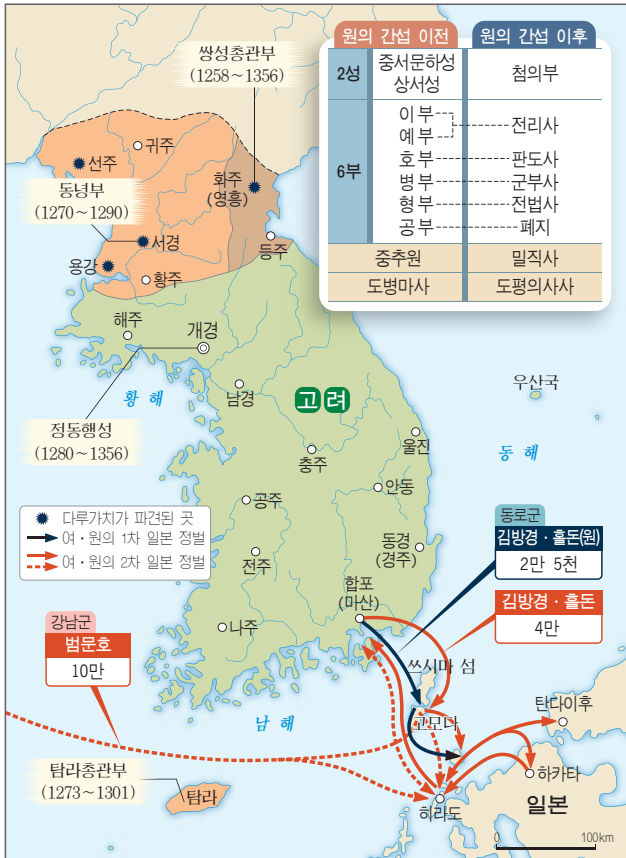 쌍성총관부
(1258~1356)
원의 간섭 이전
원의 간섭 이후
2성
중서문하성
상서성
첨의부
6부
이부
예부
전리사
호부
판도사
병부
군부사
형부
전법사
공부
폐지
중추원
밀직사
도병마사
도평의사사
귀주
선주
화주
(영흥)
동녕부
(1270~1290)
서경
용강
황주
등주
해주
개경
남경
황해
고려
우산국
정동행성
(1280~1356)
울진
동해
충주
안동
공주
다루가치가 파견된 곳
여·원의 1차 일본 정벌
여·원의 2차 일본 정벌
동로군
김방경·홀돈(원)
2만 5천
동경
(경주)
전주
합포
(마산)
김방경·홀돈
4만
강남군
범문호
10만
나주
쓰시마 섬
고모다
탄다이후
남해
탐라총관부
(1273~1301)
탐라
하카타
히라도
일본
0
100km